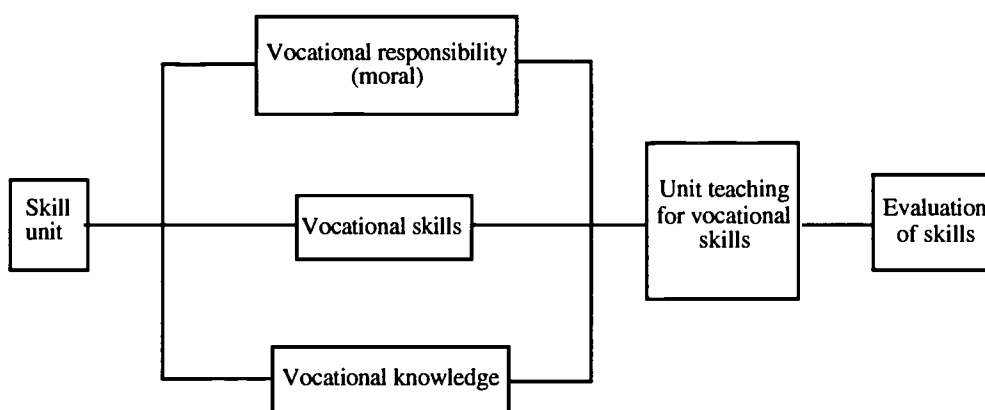 Vocational responsibility
(moral)
Skill
unit
Vocational skills
Unit teaching
for vocational
skills
Evaluation
of skills
Vocational knowledge